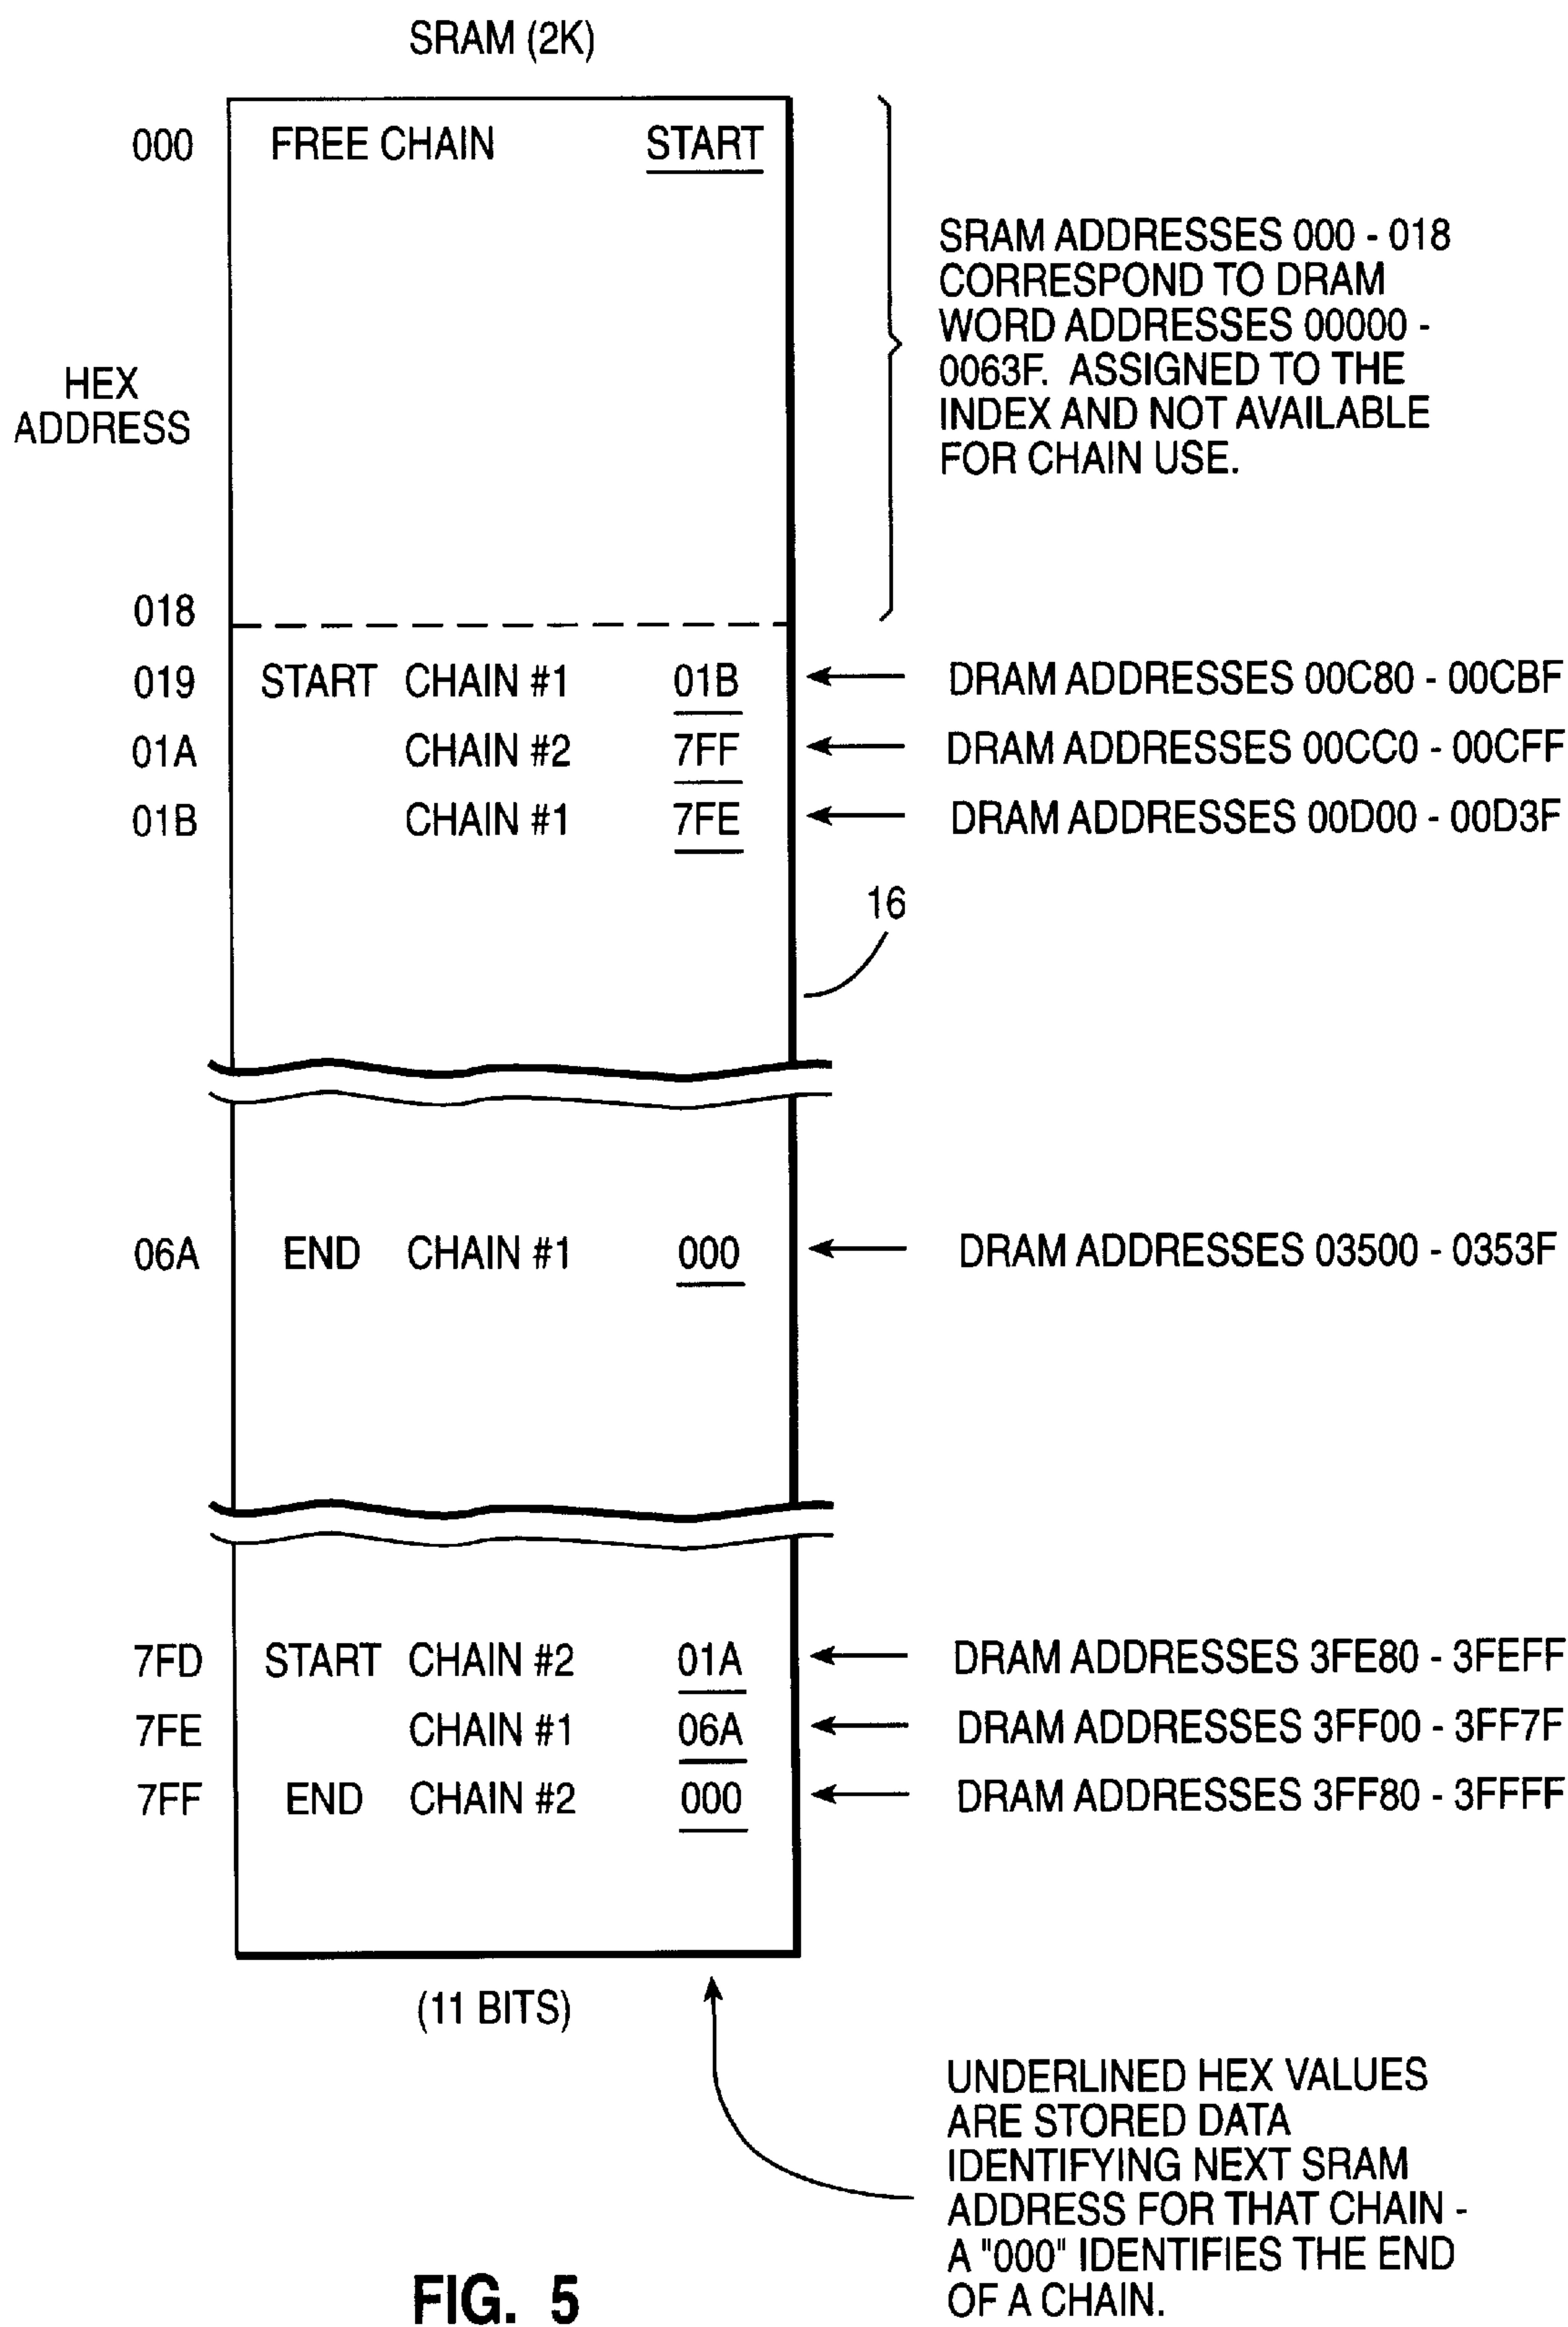 SRAM (2K)
000 FREE CHAIN START
SRAM ADDRESSES 000 - 018
CORRESPOND TO DRAM
WORD ADDRESSES 00000 -
0063F. ASSIGNED TO THE
INDEX AND NOT AVAILABLE
FOR CHAIN USE.
HEX
ADDRESS
018
019 START CHAIN #1 01B DRAM ADDRESSES 00C80 - 00CBF
01A CHAIN #2 7FF DRAM ADDRESSES 00CC0 - 00CFF
01B CHAIN #1 7FE DRAM ADDRESSES 00D00 - 00D3F
16
06A END CHAIN #1 000 DRAM ADDRESSES 03500 - 0353F
7FD START CHAIN #2 01A DRAM ADDRESSES 3FE80 - 3FEFF
7FE CHAIN #1 06A DRAM ADDRESSES 3FF00 - 3FF7F
7FF END CHAIN #2 000 DRAM ADDRESSES 3FF80 - 3FFFF
(11 BITS)
UNDERLINED HEX VALUES
ARE STORED DATA
IDENTIFYING NEXT SRAM
ADDRESS FOR THAT CHAIN -
A "000" IDENTIFIES THE END
OF A CHAIN.
FIG. 5